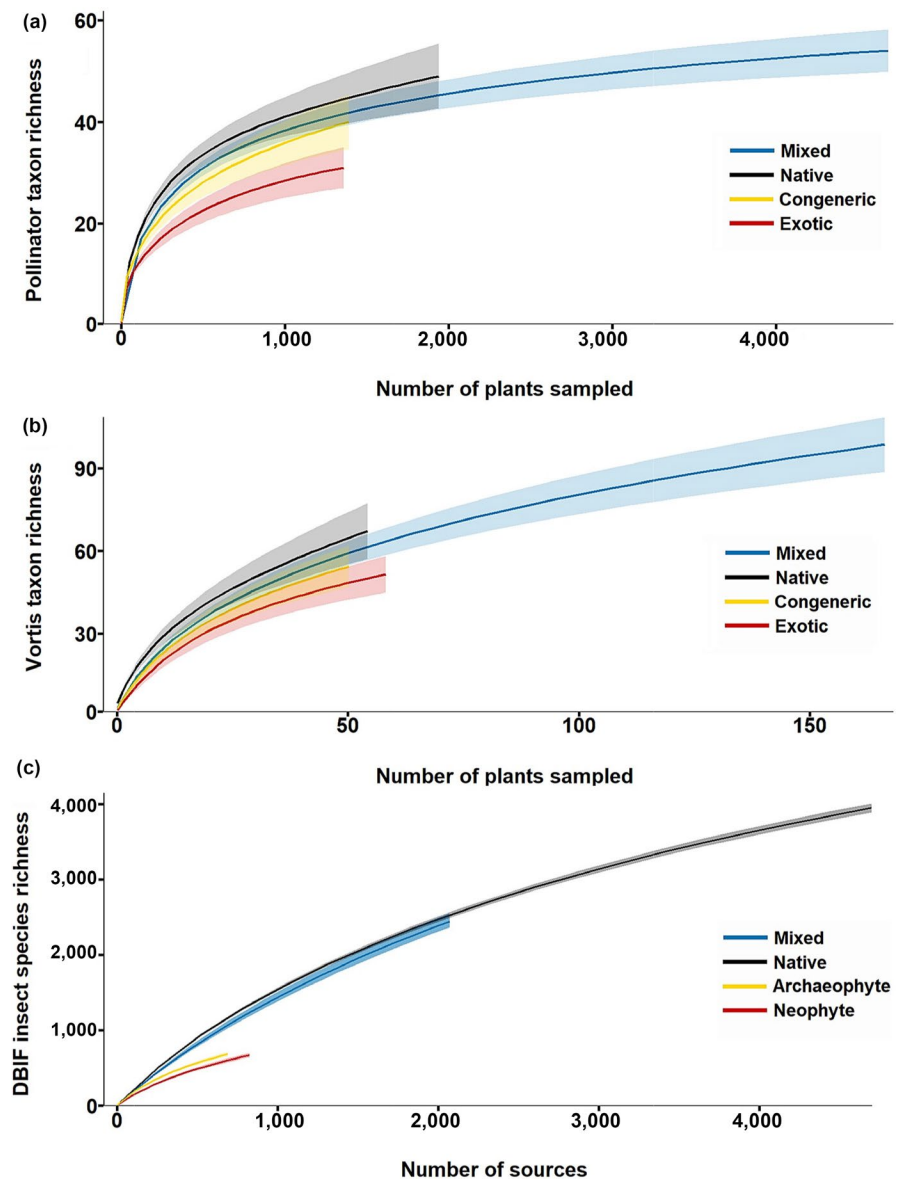 (a)
Pollinator taxon richness
60
40
20
0
0 1,000 2,000 3,000 4,000
Number of plants sampled
Mixed
Native
Congeneric
Exotic
(b)
Vortis taxon richness
90
60
30
0
0 50 100 150
Number of plants sampled
Mixed
Native
Congeneric
Exotic
(c)
DBIF insect species richness
4,000
3,000
2,000
1,000
0
0 1,000 2,000 3,000 4,000
Number of sources
Mixed
Native
Archaeophyte
Neophyte